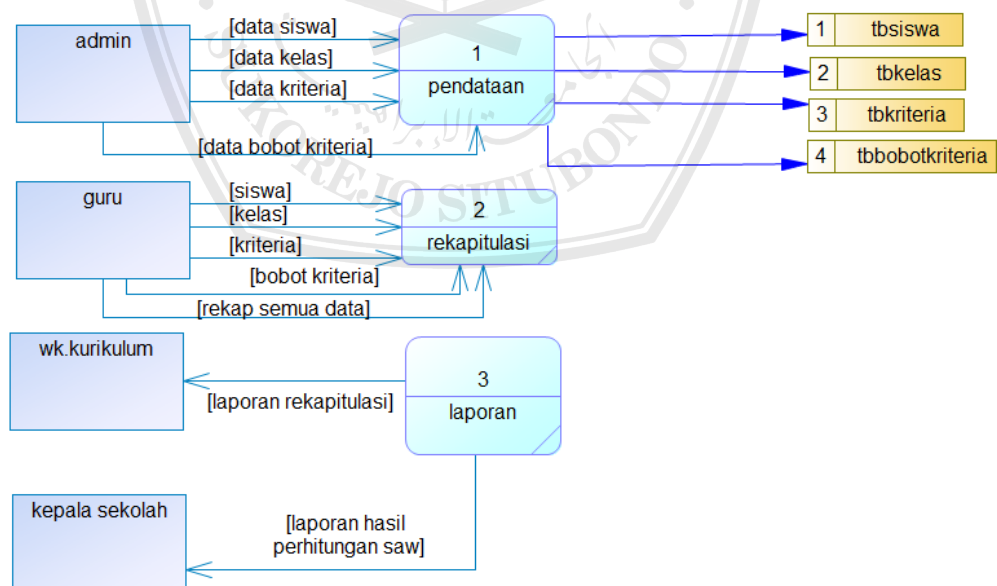 admin
[data siswa]
[data kelas]
[data kriteria]
[data bobot kriteria]
1
pendataan
1 tbsiswa
2 tbkelas
3 tbkriteria
4 tbbobotkriteria
guru
[siswa]
[kelas]
[kriteria]
[bobot kriteria]
[rekap semua data]
2
rekapitulasi
wk.kurikulum
[laporan rekapitulasi]
3
laporan
kepala sekolah
[laporan hasil
perhitungan saw]
SUKOREJO SITUBONDO